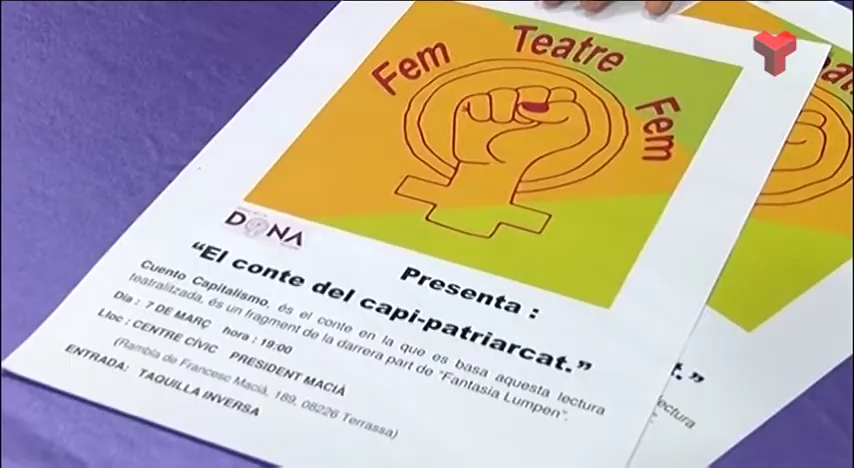 Fem Teatre Fem
DONA
Presenta :
“El conte del capi-patriarcat.”
Cuento Capitalismo, és el conte en la que es basa aquesta lectura
teatralitzada, és un fragment de la darrera part de “Fantasia Lumpen”.
Dia : 7 DE MARÇ hora : 19:00
Lloc : CENTRE CÍVIC PRESIDENT MACIÀ
(Rambla de Francesc Macià, 189, 08226 Terrassa)
ENTRADA: TAQUILLA INVERSA
t.”
lectura
”.